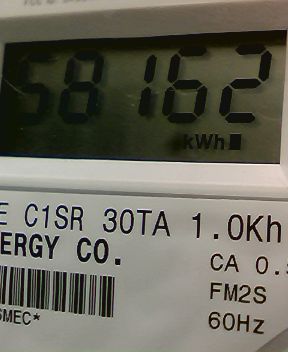 58162
kWh
E C1SR 30TA 1.0Kh
ERGY CO.
CA 0.
FM2S
SMEC*
60Hz